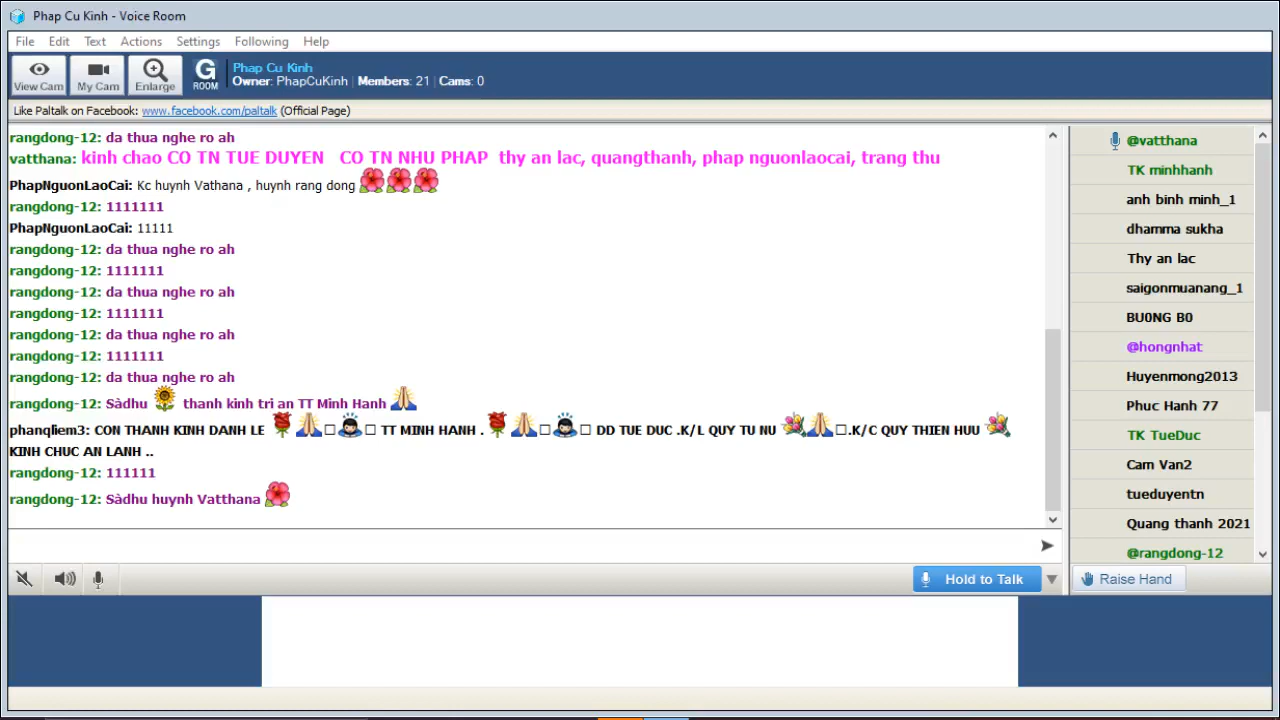 Phap Cu Kinh - Voice Room
File Edit Text Actions Settings Following Help
View Cam My Cam Enlarge G ROOM
Phap Cu Kinh
Owner: PhapCuKinh | Members: 21 | Cams: 0
Like Paltalk on Facebook: www.facebook.com/paltalk (Official Page)
rangdong-12: da thua nghe ro ah
vatthana: kinh chao CO TN TUE DUYEN CO TN NHU PHAP thy an lac, quangthanh, phap nguonlaocai, trang thu
PhapNguonLaoCai: Kc huynh Vathana , huynh rang dong
rangdong-12: 1111111
PhapNguonLaoCai: 11111
rangdong-12: da thua nghe ro ah
rangdong-12: 1111111
rangdong-12: da thua nghe ro ah
rangdong-12: 1111111
rangdong-12: da thua nghe ro ah
rangdong-12: 1111111
rangdong-12: da thua nghe ro ah
rangdong-12: Sàdhu 🌻 thanh kinh tri an TT Minh Hanh 🙏
phanqliem3: CON THANH KINH DANH LE 🌹🙏□🙇□ TT MINH HANH .🌹🙏□🙇□ DD TUE DUC .K/L QUY TU NU 💐🙏□.K/C QUY THIEN HUU 💐
KINH CHUC AN LANH ..
rangdong-12: 111111
rangdong-12: Sàdhu huynh Vatthana 🌺
@vatthana
TK minhhanh
anh binh minh_1
dhamma sukha
Thy an lac
saigonmuanang_1
BU0NG B0
@hongnhat
Huyenmong2013
Phuc Hanh 77
TK TueDuc
Cam Van2
tueduyentn
Quang thanh 2021
@rangdong-12
Hold to Talk
Raise Hand